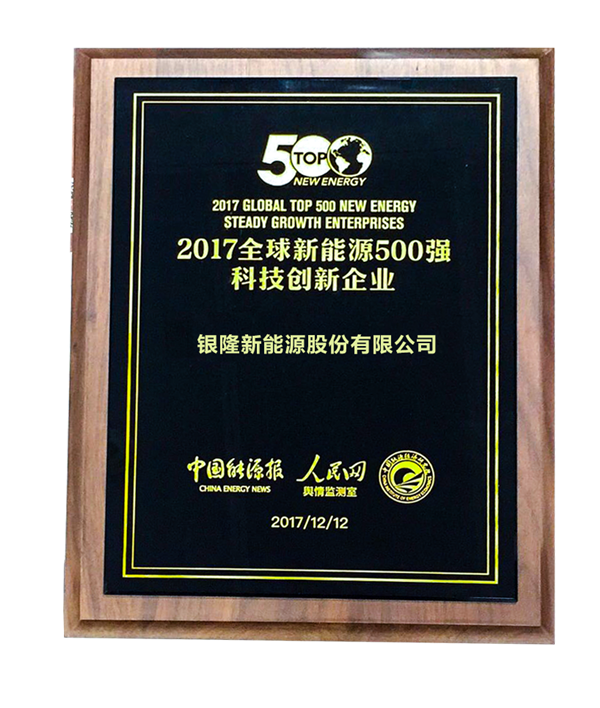 500
TOP
NEW ENERGY
2017 GLOBAL TOP 500 NEW ENERGY
STEADY GROWTH ENTERPRISES
2017全球新能源500强
科技创新企业
银隆新能源股份有限公司
中国能源报
CHINA ENERGY NEWS
人民网
舆情监测室
2017/12/12